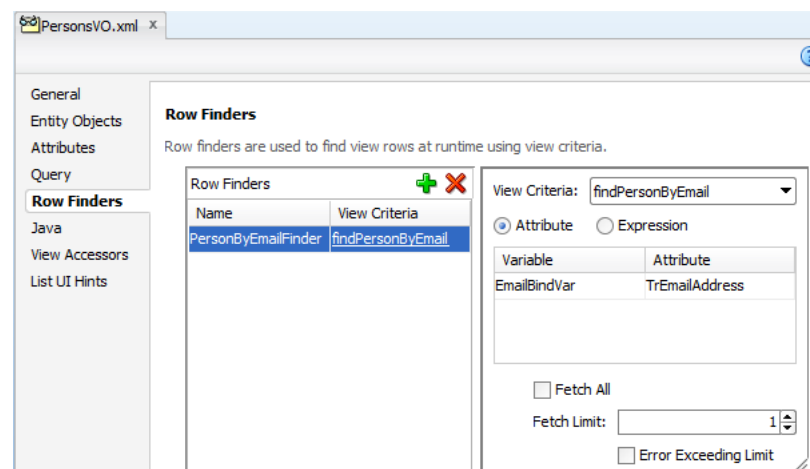 PersonsVO.xml
General
Entity Objects
Attributes
Query
Row Finders
Java
View Accessors
List UI Hints
Row Finders
Row finders are used to find view rows at runtime using view criteria.
Row Finders
Name View Criteria
PersonByEmailFinder findPersonByEmail
View Criteria: findPersonByEmail
Attribute Expression
Variable Attribute
EmailBindVar TrEmailAddress
Fetch All
Fetch Limit: 1
Error Exceeding Limit